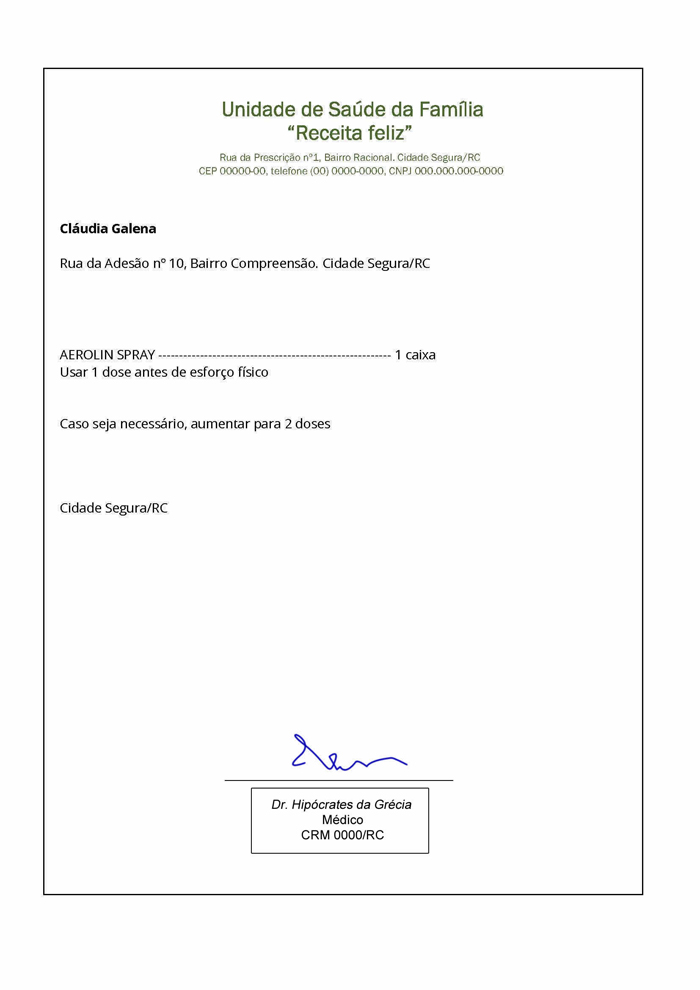 Unidade de Saúde da Família
“Receita feliz”
Rua da Prescrição nº1, Bairro Racional. Cidade Segura/RC
CEP 00000-00, telefone (00) 0000-0000, CNPJ 000.000.000-0000
Cláudia Galena
Rua da Adesão nº 10, Bairro Compreensão. Cidade Segura/RC
AEROLIN SPRAY -------------------------------------------------------- 1 caixa
Usar 1 dose antes de esforço físico
Caso seja necessário, aumentar para 2 doses
Cidade Segura/RC
Dr. Hipócrates da Grécia
Médico
CRM 0000/RC